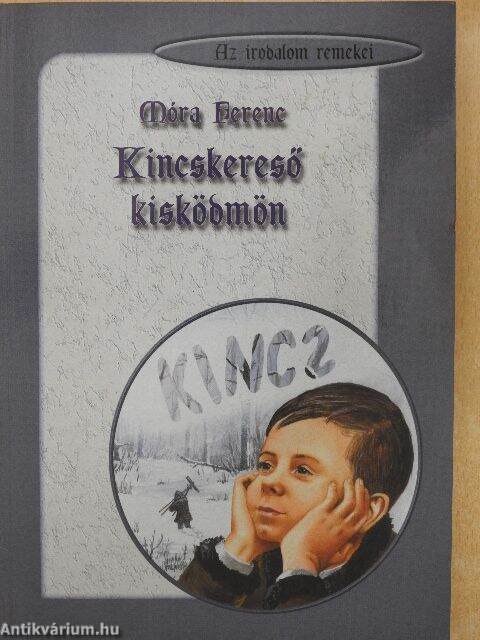 Az irodalom remekei
Móra Ferenc
Kincskereső
kisködmön
KINCS
Antikvárium.hu